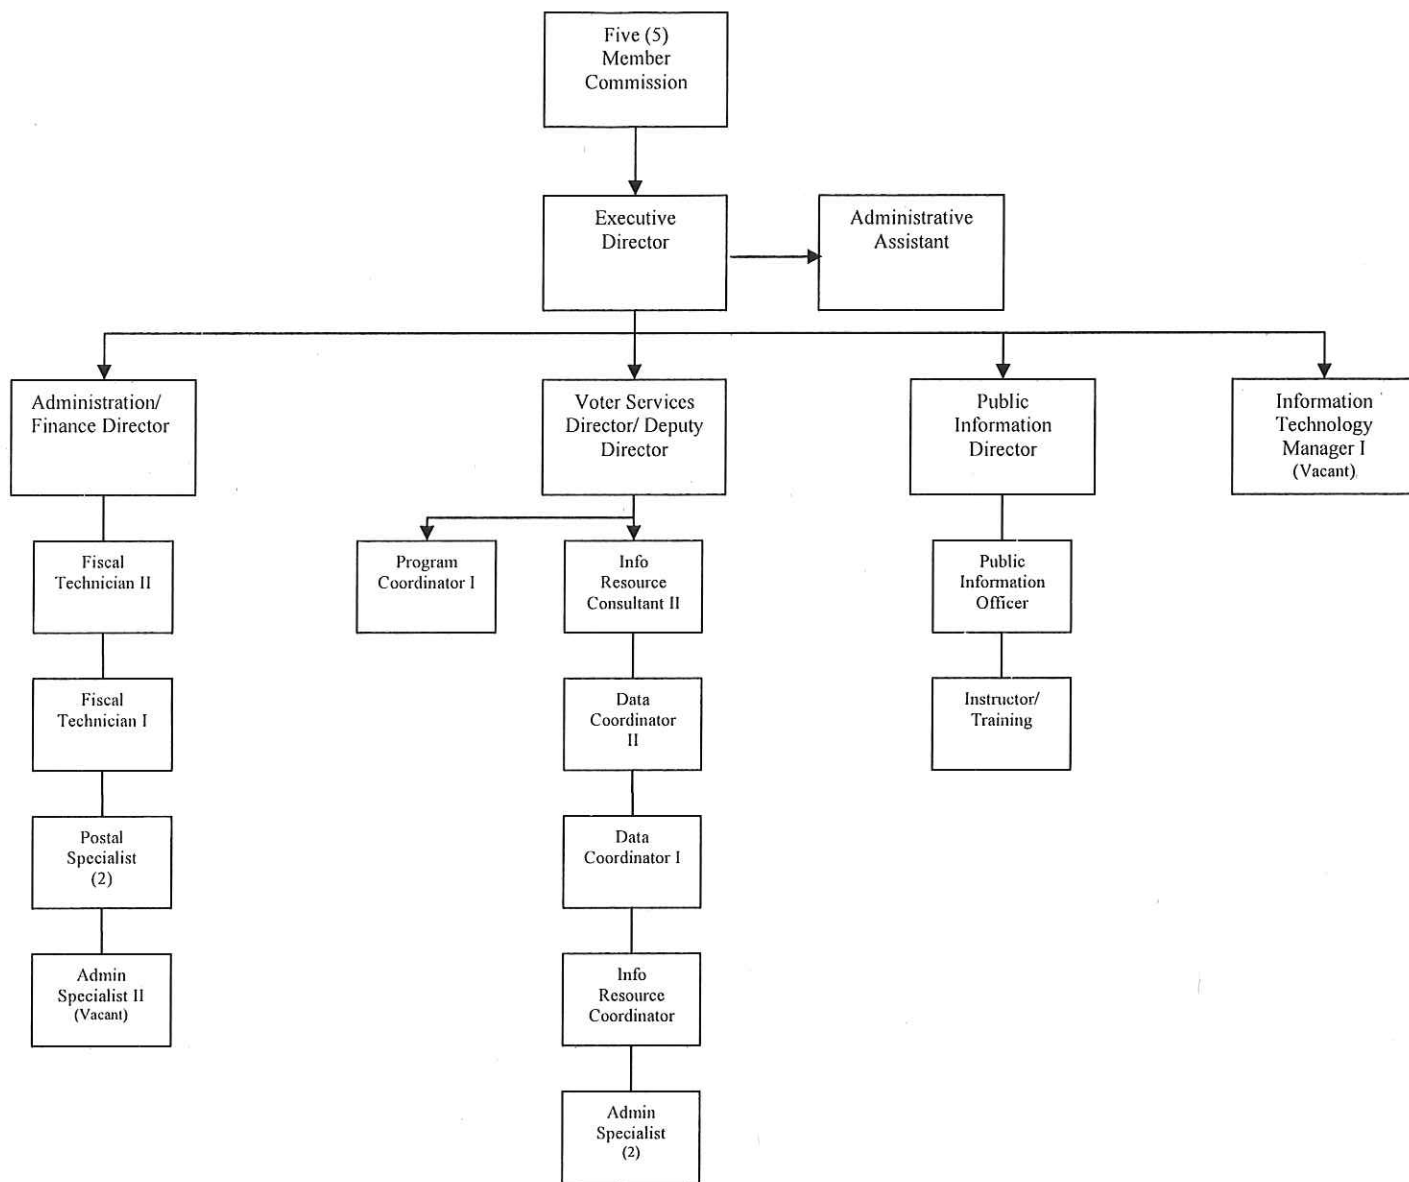 Five (5)
Member
Commission
Executive
Director
Administrative
Assistant
Administration/
Finance Director
Voter Services
Director/ Deputy
Director
Public
Information
Director
Information
Technology
Manager I
(Vacant)
Fiscal
Technician II
Program
Coordinator I
Info
Resource
Consultant II
Public
Information
Officer
Fiscal
Technician I
Data
Coordinator
II
Instructor/
Training
Postal
Specialist
(2)
Data
Coordinator I
Admin
Specialist II
(Vacant)
Info
Resource
Coordinator
Admin
Specialist
(2)